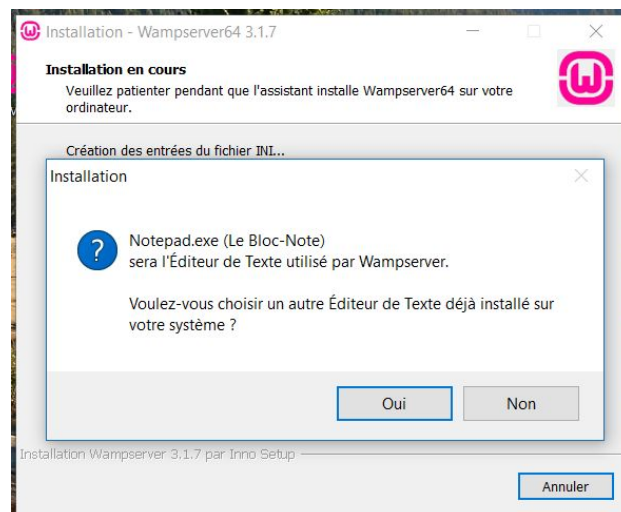 Installation - Wampserver64 3.1.7
Installation en cours
Veuillez patienter pendant que l'assistant installe Wampserver64 sur votre
ordinateur.
Création des entrées du fichier INI...
Installation
Notepad.exe (Le Bloc-Note)
sera l'Éditeur de Texte utilisé par Wampserver.
Voulez-vous choisir un autre Éditeur de Texte déjà installé sur
votre système ?
Oui
Non
Installation Wampserver 3.1.7 par Inno Setup
Annuler